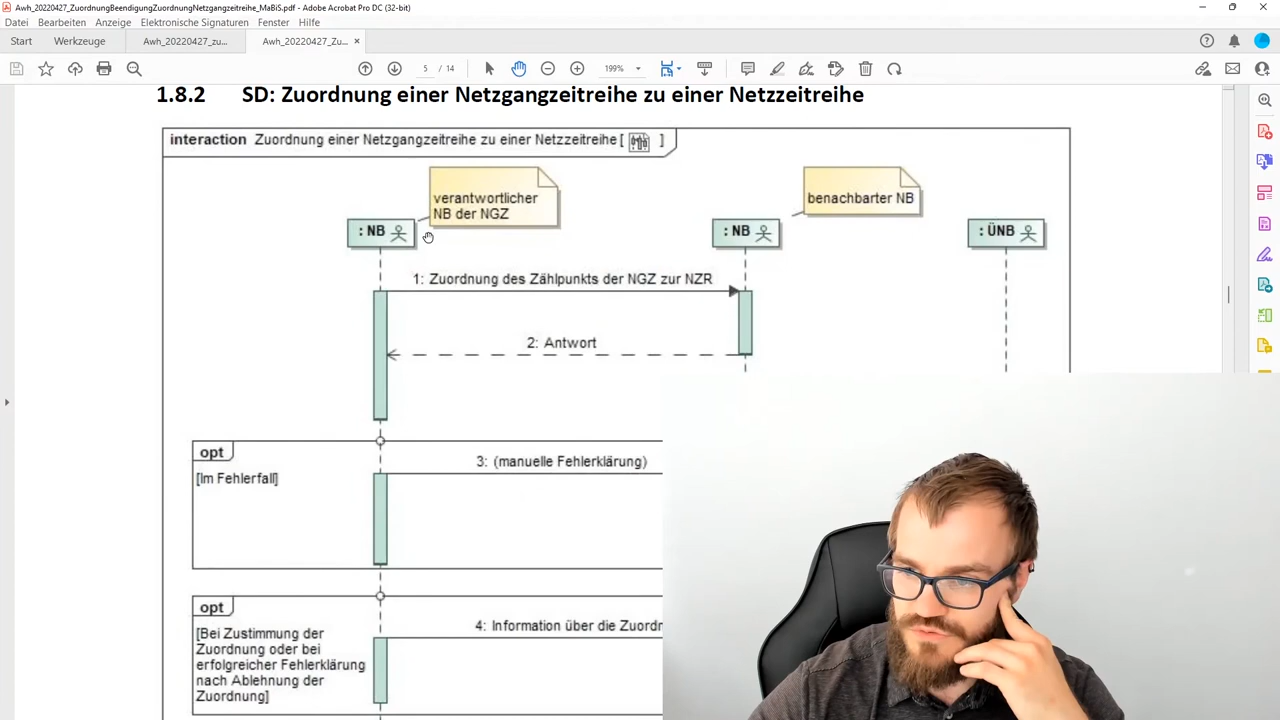 Awh_20220427_ZuordnungBeendigungZuordnungNetzgangzeitreihe_MaBiS.pdf - Adobe Acrobat Pro DC (32-bit)
Datei Bearbeiten Anzeige Elektronische Signaturen Fenster Hilfe
Start Werkzeuge Awh_20220427_zu... Awh_20220427_Zu... ×
5 / 14 199%
1.8.2 SD: Zuordnung einer Netzgangzeitreihe zu einer Netzzeitreihe
interaction Zuordnung einer Netzgangzeitreihe zu einer Netzzeitreihe [ ]
verantwortlicher
NB der NGZ
benachbarter NB
: NB : NB : ÜNB
1: Zuordnung des Zählpunkts der NGZ zur NZR
2: Antwort
opt
3: (manuelle Fehlerklärung)
[Im Fehlerfall]
opt
4: Information über die Zuordn
[Bei Zustimmung der
Zuordnung oder bei
erfolgreicher Fehlerklärung
nach Ablehnung der
Zuordnung]